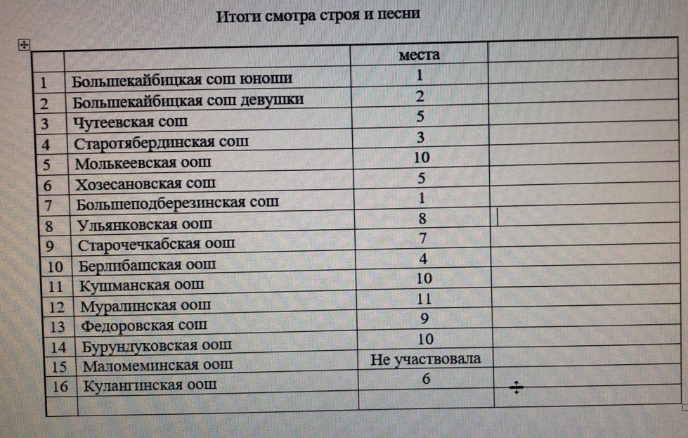 Итоги смотра строя и песни
места
1 Большекайбицкая сош юноши 1
2 Большекайбицкая сош девушки 2
3 Чутеевская сош 5
4 Старотябердинская сош 3
5 Молькеевская оош 10
6 Хозесановская сош 5
7 Большеподберезинская сош 1
8 Ульянковская оош 8
9 Старочечкабская оош 7
10 Берлибашская оош 4
11 Кушманская оош 10
12 Муралинская оош 11
13 Федоровская сош 9
14 Бурундуковская оош 10
15 Маломеминская оош Не участвовала
16 Кулангинская оош 6